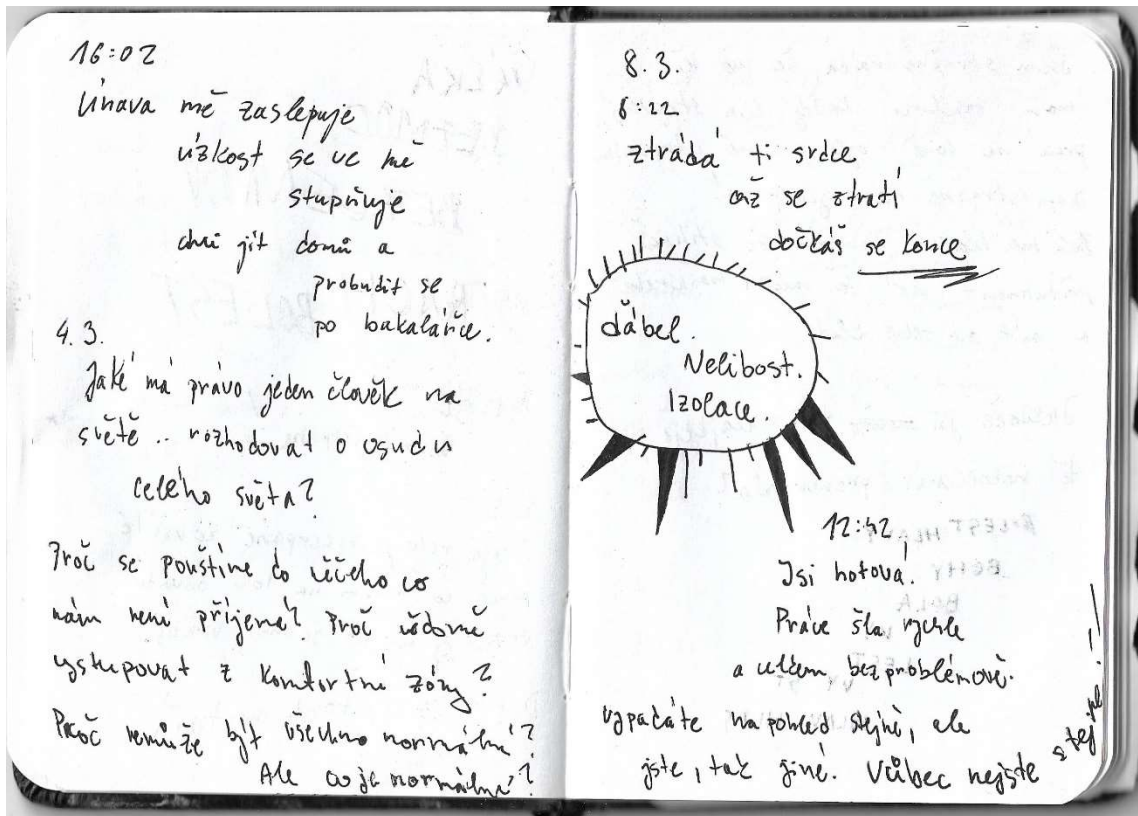 16:02
Únava mě zaslepuje
úzkost se ve mě
stupňuje
chci jít domů a
probudit se
po bakalářce.
4.3.
Jaké má právo jeden člověk na
světě .. rozhodovat o osudu
celého světa?
Proč se pouštíme do něčeho co
nám není příjemné? Proč vědomě
vystupovat z komfortní zóny?
Proč nemůže být všechno normální?
Ale co je normální?
8.3.
6:22
ztrádá ti srdce
až se ztratí
dočkáš se konce
ďábel.
Nelibost.
Izolace.
12:42
Jsi hotová!
Práce šla rychle
a celkem bezproblémově.
vypadáte na pohled stejně, ale
jste, tak jiné. Vůbec nejste stejné!